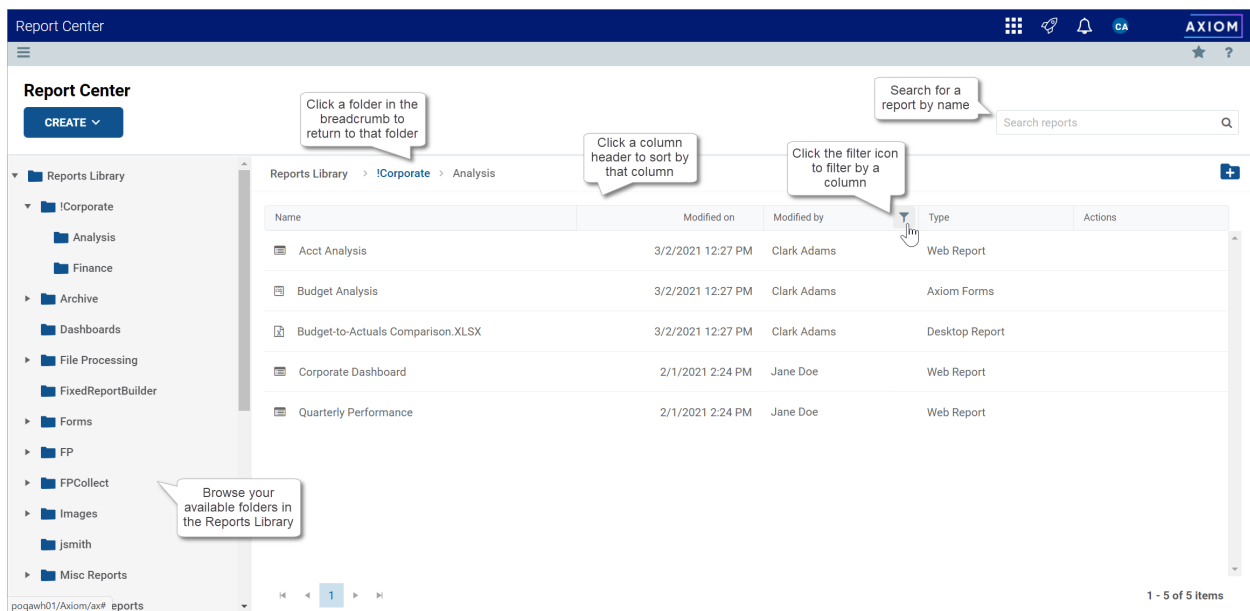 Report Center
CA
AXIOM
?
Report Center
CREATE
Click a folder in the
breadcrumb to
return to that folder
Search for a
report by name
Search reports
Click a column
header to sort by
that column
Click the filter icon
to filter by a
column
Reports Library > !Corporate > Analysis
Name Modified on Modified by Type Actions
Acct Analysis 3/2/2021 12:27 PM Clark Adams Web Report
Budget Analysis 3/2/2021 12:27 PM Clark Adams Axiom Forms
Budget-to-Actuals Comparison.XLSX 3/2/2021 12:27 PM Clark Adams Desktop Report
Corporate Dashboard 2/1/2021 2:24 PM Jane Doe Web Report
Quarterly Performance 2/1/2021 2:24 PM Jane Doe Web Report
Reports Library
!Corporate
Analysis
Finance
Archive
Dashboards
File Processing
FixedReportBuilder
Forms
FP
FPCollect
Images
jsmith
Misc Reports
eports
Browse your
available folders in
the Reports Library
poqawh01/Axiom/ax#
1
1 - 5 of 5 items